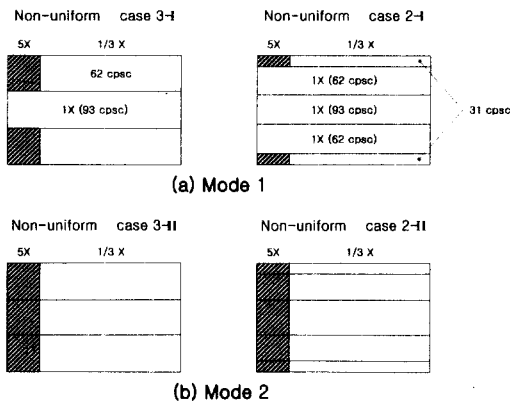 Non-uniform case 3-I
5X 1/3 X
62 cpsc
1X (93 cpsc)
Non-uniform case 2-I
5X 1/3 X
1X (62 cpsc)
1X (93 cpsc)
1X (62 cpsc)
31 cpsc
(a) Mode 1
Non-uniform case 3-II
5X 1/3 X
Non-uniform case 2-II
5X 1/3 X
(b) Mode 2